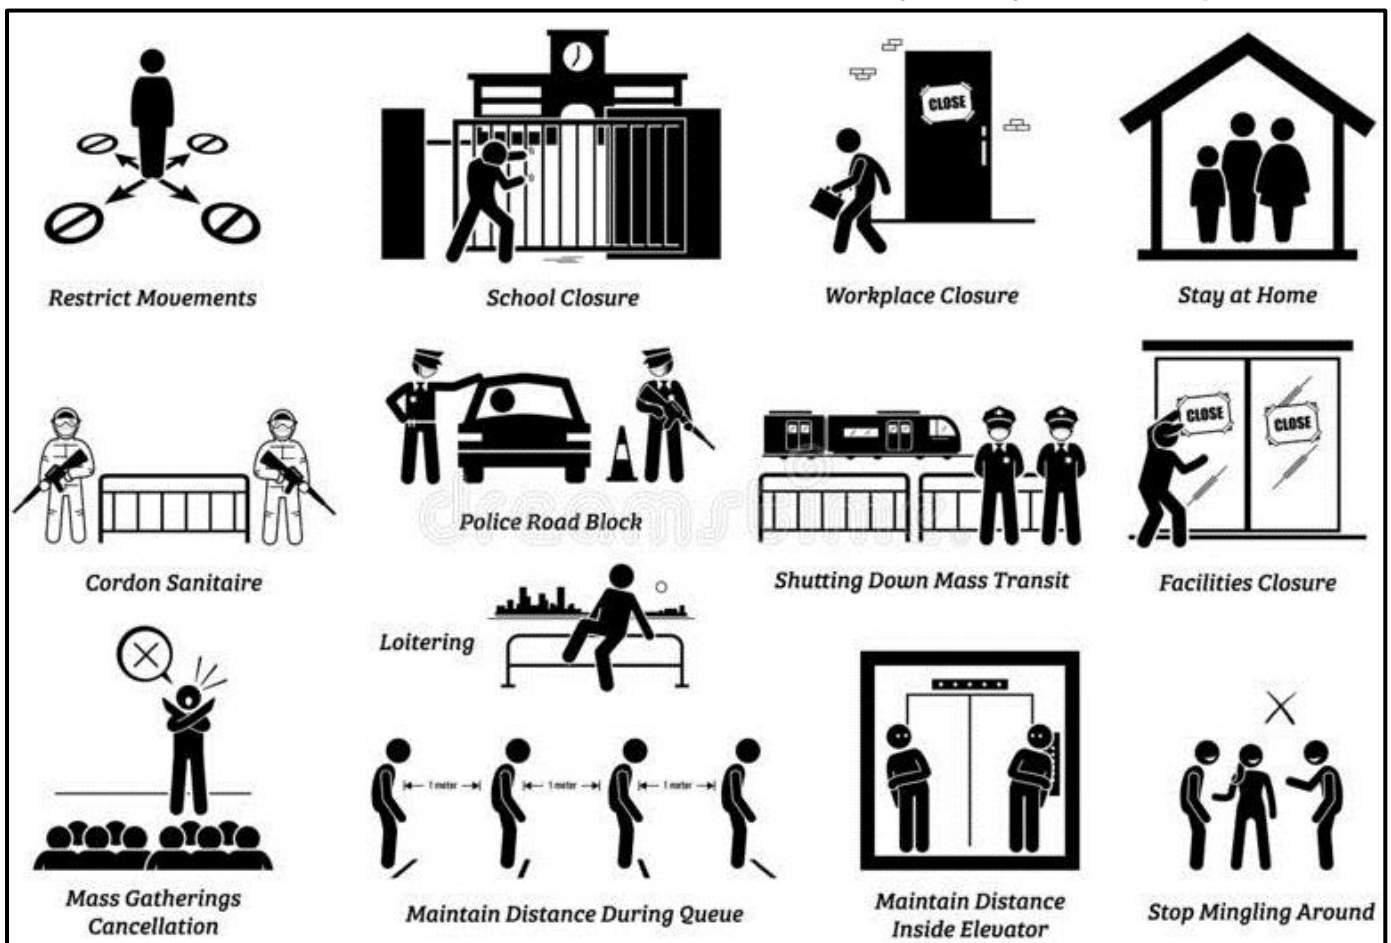 Restrict Movements
School Closure
CLOSE
Workplace Closure
Stay at Home
Cordon Sanitaire
Police Road Block
dreamstime
Shutting Down Mass Transit
CLOSE
CLOSE
Facilities Closure
Loitering
Mass Gatherings
Cancellation
1 meter
1 meter
1 meter
Maintain Distance During Queue
Maintain Distance
Inside Elevator
Stop Mingling Around